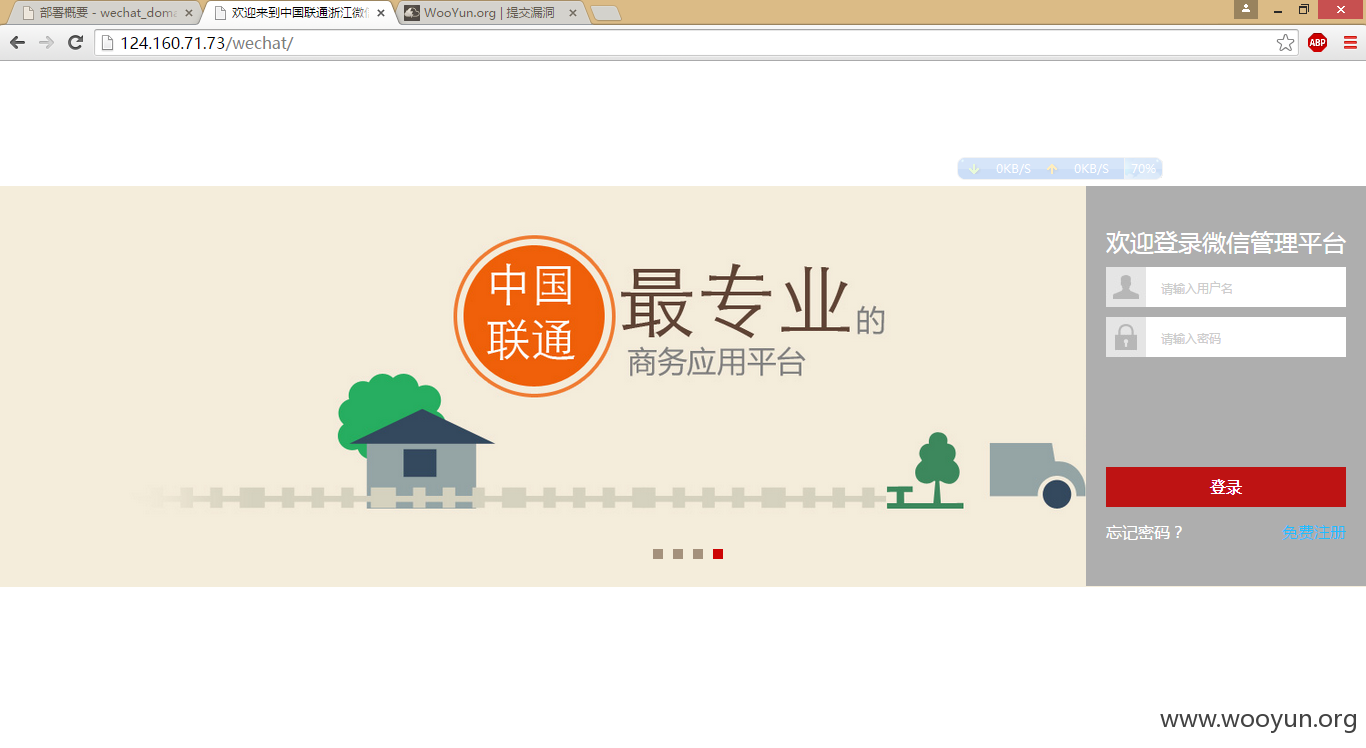 部署概要 - wechat_doma
欢迎来到中国联通浙江微信
WooYun.org | 提交漏洞
124.160.71.73/wechat/
ABP
0KB/S 0KB/S 70%
中国
联通
最专业的
商务应用平台
欢迎登录微信管理平台
请输入用户名
请输入密码
登录
忘记密码？ 免费注册
www.wooyun.org